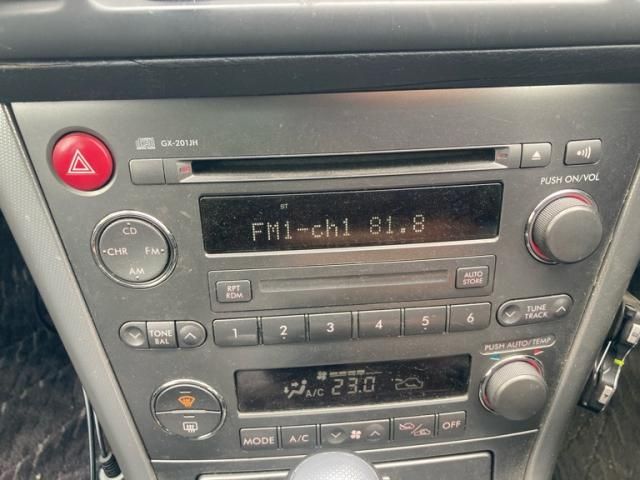 GX-201JH
PUSH ON/VOL
ST
FM1-ch1 81.8
CD
CHR FM
AM
RPT
RDM
AUTO
STORE
TUNE
TRACK
TONE
BAL
1 2 3 4 5 6
PUSH AUTO/TEMP
A/C 23.0
MODE A/C OFF